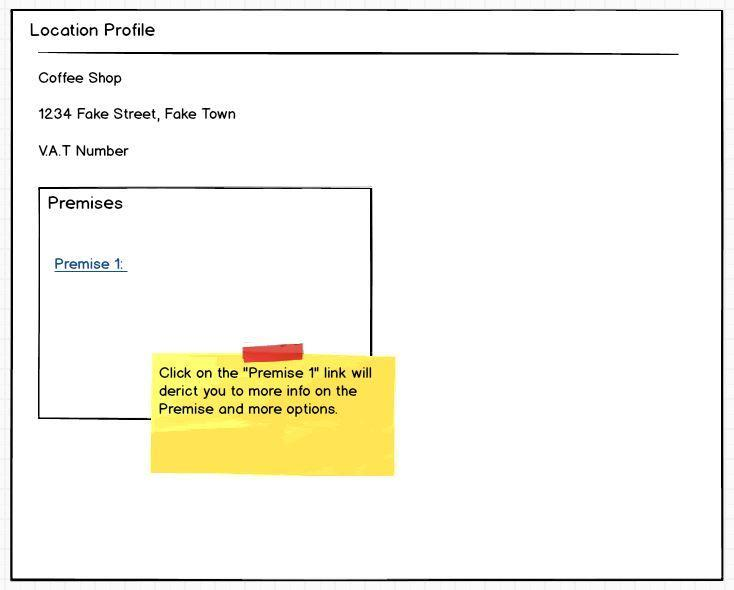 Location Profile
Coffee Shop
1234 Fake Street, Fake Town
V.A.T Number
Premises
Premise 1:
Click on the "Premise 1" link will
derict you to more info on the
Premise and more options.